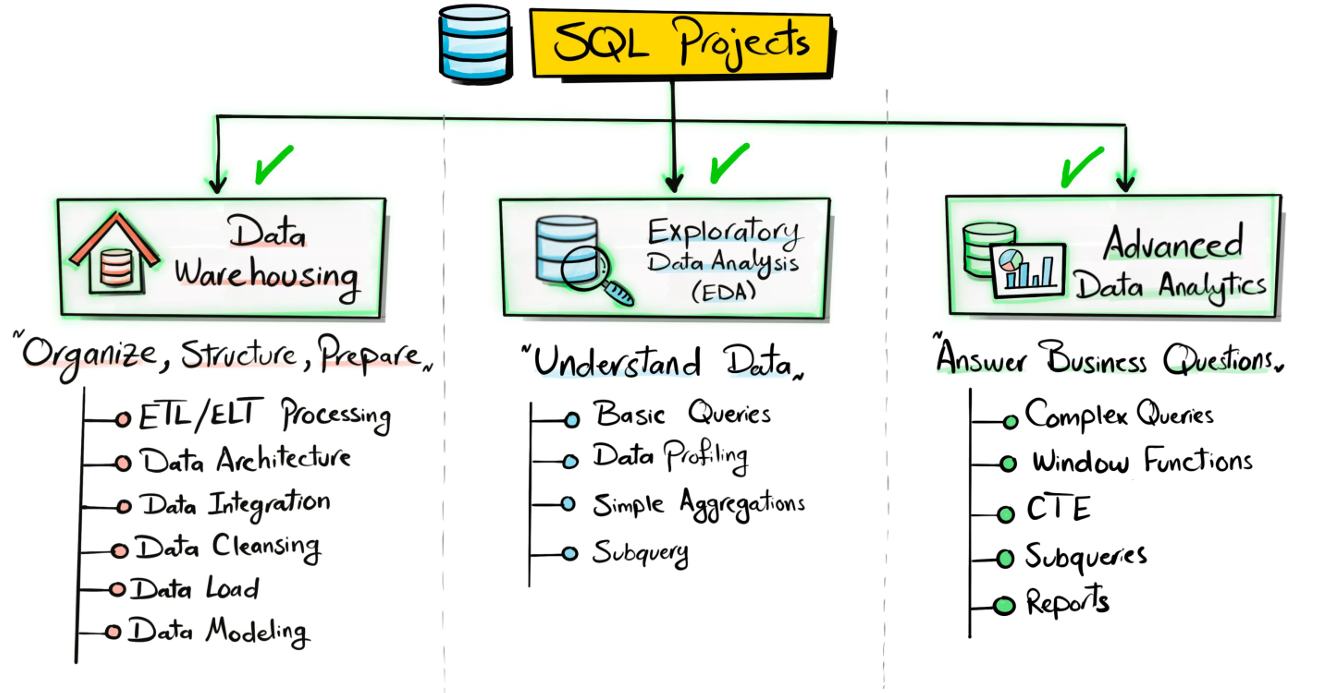 SQL Projects
Data
Warehousing
"Organize, Structure, Prepare"
ETL/ELT Processing
Data Architecture
Data Integration
Data Cleansing
Data Load
Data Modeling
Exploratory
Data Analysis
(EDA)
"Understand Data"
Basic Queries
Data Profiling
Simple Aggregations
Subquery
Advanced
Data Analytics
"Answer Business Questions"
Complex Queries
Window Functions
CTE
Subqueries
Reports